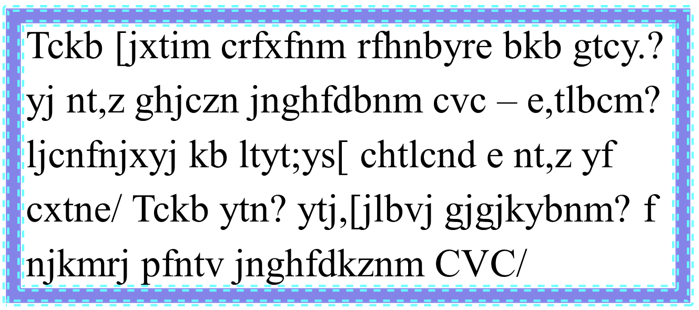 Tckb [jxtim crfxfnm rfhnbyre bkb gtcy.?
yj nt,z ghjczn jnghfdbnm cvc – e,tlbcm?
ljcnfnjxyj kb ltyt;ys[ chtlcnd e nt,z yf
cxtne/ Tckb ytn? ytj,[jlbvj gjgjkybnm? f
njkmrj pfntv jnghfdkznm CVC/